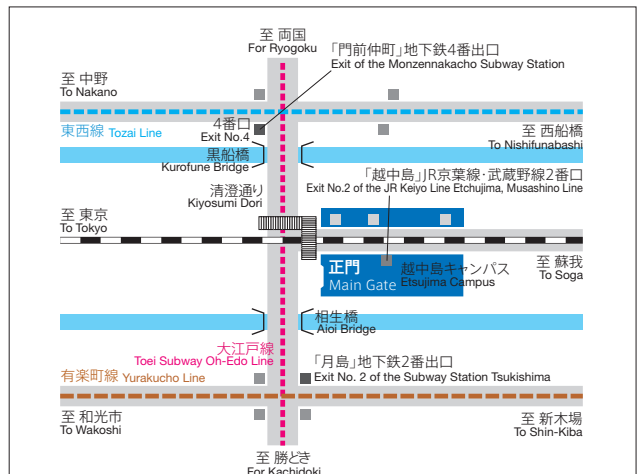 至 両国
For Ryogoku
「門前仲町」地下鉄4番出口
Exit of the Monzennakacho Subway Station
至 中野
To Nakano
4番口
Exit No.4
東西線 Tozai Line
至 西船橋
To Nishifunabashi
黒船橋
Kurofune Bridge
「越中島」JR京葉線・武蔵野線2番口
Exit No.2 of the JR Keiyo Line Etchujima, Musashino Line
清澄通り
Kiyosumi Dori
至 東京
To Tokyo
正門
Main Gate
越中島キャンパス
Etsujima Campus
至 蘇我
To Soga
相生橋
Aioi Bridge
大江戸線
Toei Subway Oh-Edo Line
「月島」地下鉄2番出口
Exit No. 2 of the Subway Station Tsukishima
有楽町線 Yurakucho Line
至 和光市
To Wakoshi
至 新木場
To Shin-Kiba
至 勝どき
For Kachidoki